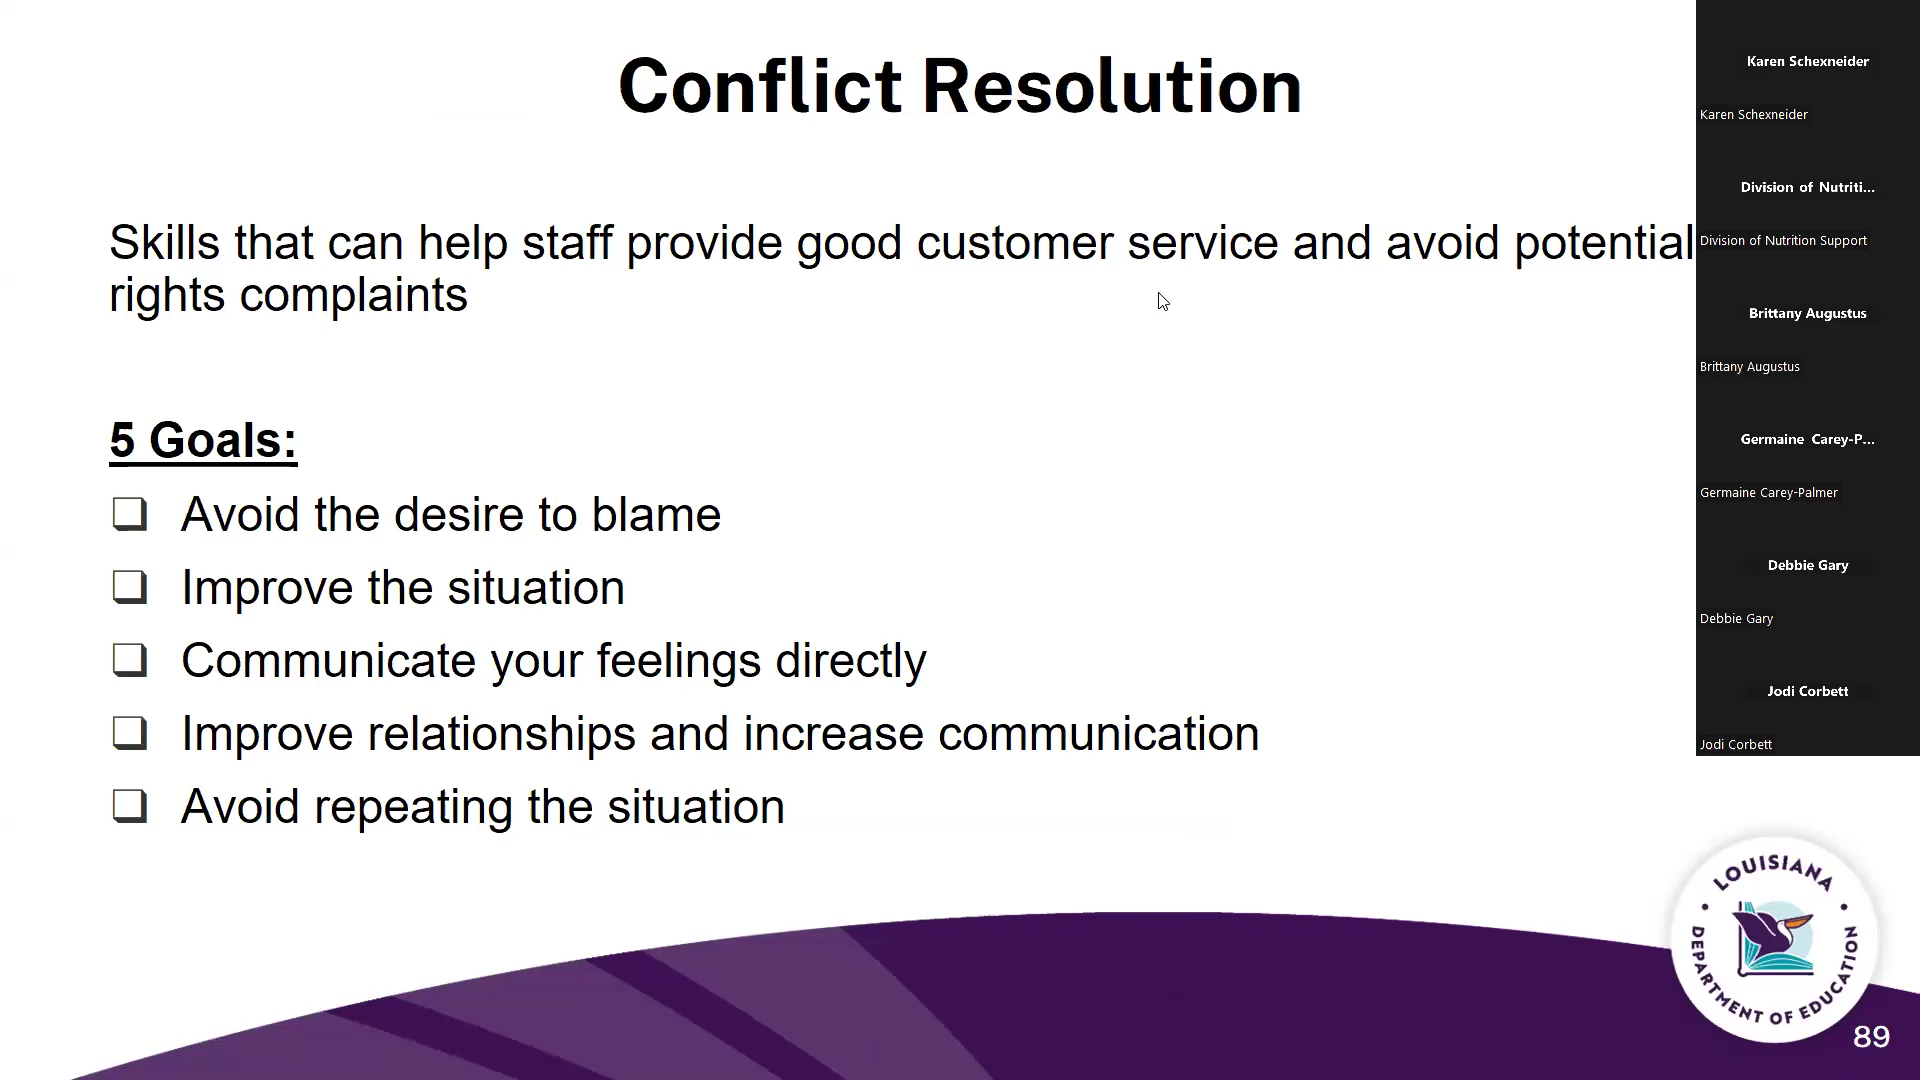 Conflict Resolution
Skills that can help staff provide good customer service and avoid potential
rights complaints
5 Goals:
❑ Avoid the desire to blame
❑ Improve the situation
❑ Communicate your feelings directly
❑ Improve relationships and increase communication
❑ Avoid repeating the situation
Karen Schexneider
Karen Schexneider
Division of Nutriti...
Division of Nutrition Support
Brittany Augustus
Brittany Augustus
Germaine Carey-P...
Germaine Carey-Palmer
Debbie Gary
Debbie Gary
Jodi Corbett
Jodi Corbett
LOUISIANA
DEPARTMENT OF EDUCATION
89